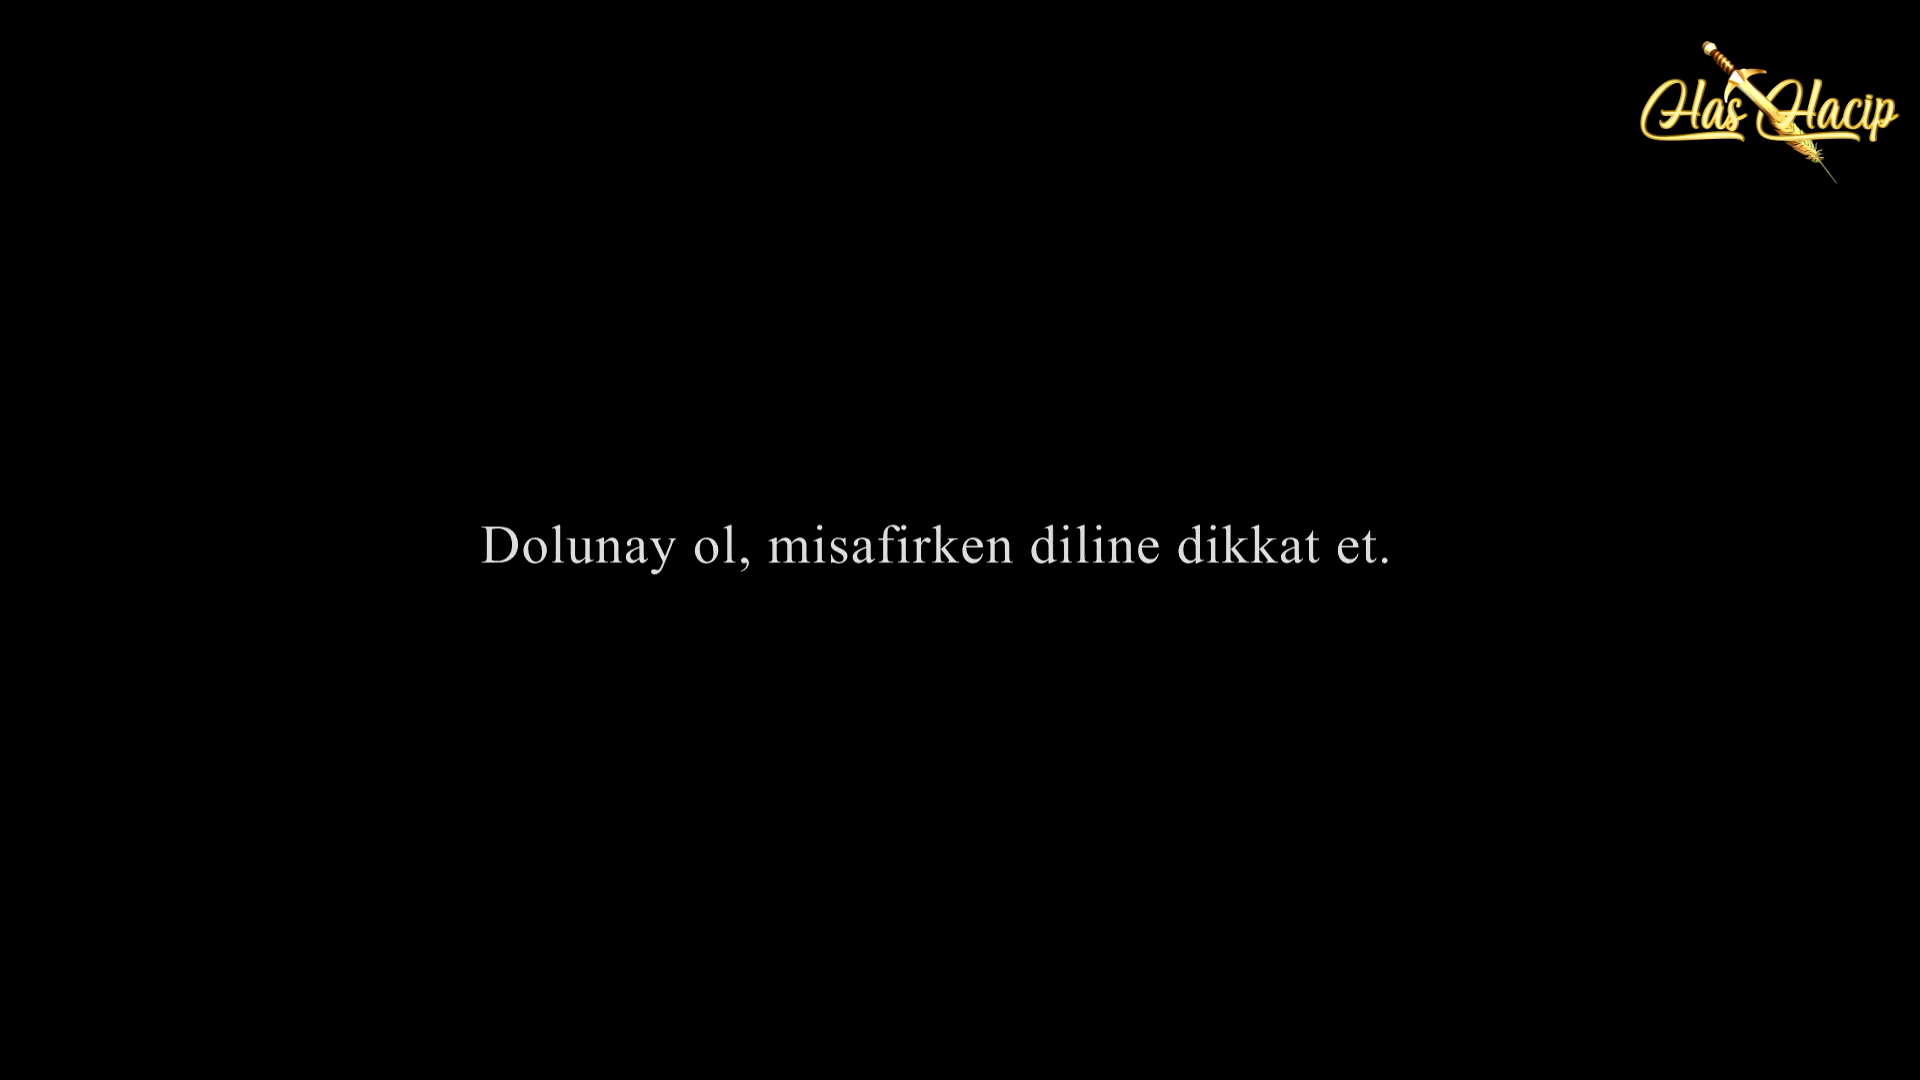 Has Hacip
Dolunay ol, misafirken diline dikkat et.